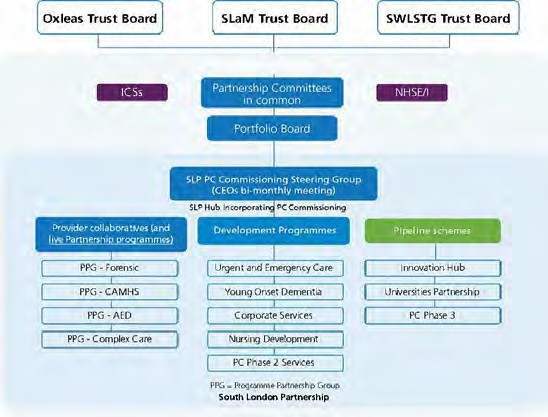 Oxleas Trust Board
SLaM Trust Board
SWLSTG Trust Board
ICSs
Partnership Committees
in common
NHSE/I
Portfolio Board
SLP PC Commissioning Steering Group
(CEOs bi-monthly meeting)
SLP Hub Incorporating PC Commissioning
Provider collaboratives (and
live Partnership programmes)
Development Programmes
Pipeline schemes
PPG - Forensic
Urgent and Emergency Care
Innovation Hub
PPG - CAMHS
Young Onset Dementia
Universities Partnership
PPG - AED
Corporate Services
PC Phase 3
PPG - Complex Care
Nursing Development
PC Phase 2 Services
PPG = Programme Partnership Group
South London Partnership